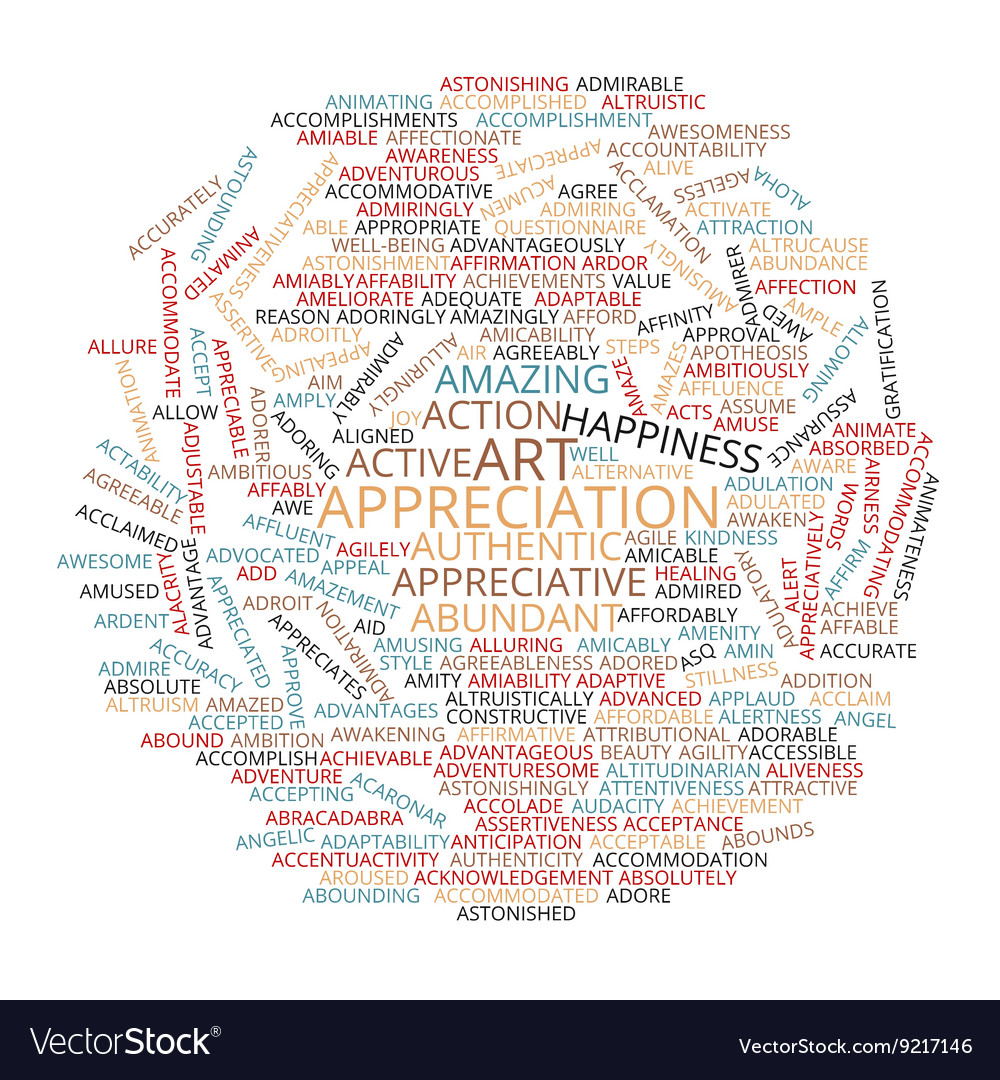 ASTONISHING ADMIRABLE
ANIMATING ACCOMPLISHED ALTRUISTIC
ACCOMPLISHMENTS ACCOMPLISHMENT
AMIABLE AFFECTIONATE AWESOMENESS
AWARENESS APPRECIATE ACCOUNTABILITY
ADVENTUROUS ALIVE
ACCURATELY ASTOUNDING APPRECIATIVENESS
ACCOMMODATIVE ACUMEN AGREE ACCLAMATION AGELESS ALOHA
ADMIRINGLY ADMIRING ACTIVATE
ABLE APPROPRIATE QUESTIONNAIRE ATTRACTION
ANIMATED WELL-BEING ADVANTAGEOUSLY AMUSINGLY ADMIRER ALTRUCAUSE
ASTONISHMENT AFFIRMATION ARDOR ABUNDANCE
ACCOMMODATE AMIABLY AFFABILITY ACHIEVEMENTS VALUE AFFECTION
AMELIORATE ADEQUATE ADAPTABLE AMPLE GRATIFICATION
ASSERTIVENG REASON ADORINGLY AMAZINGLY AFFORD AFFINITY AMED
ADROITLY AMICABILITY APPROVAL ALLOWING
ALLURE ACCEPT APPRECIABLE APPEALING ADMIRABLY ALLURINGLY AIR AGREEABLY STEPS APOTHEOSIS
AMAZE AMAZES AMBITIOUSLY
AIM AMAZING AFFLUENCE
ANIMATION ADORER AMPLY ASSURANCE
ALLOW ADORING JOY ACTION HAPPINESS ACTS ASSUME
ADJUSTABLE ALIGNED AMUSE ANIMATE
ACTABILITY ART WELL ABSORBED ACCOMMODATING
AMBITIOUS ACTIVE ALTERNATIVE AWARE AIRNESS ANIMATENESS
AGREEABLE AFFABLY ADULATION WORDS
AWE APPRECIATION ADULATED
ACCLAIMED AFFLUENT AWAKEN APPRECIATIVELY
AGILELY AUTHENTIC AGILE KINDNESS
AWESOME ALACRITY ADVANTAGE ADVOCATED APPEAL AMICABLE ADULATORY ALERT AFFIRM
ADD AMAZEMENT HEALING
AMUSED APPRECIATED APPRECIATIVE ADMIRED
ADROIT ACHIEVE
ARDENT APPRECIATES ADMIRATION AID ABUNDANT AFFORDABLY AFFABLE
AMENITY
ACCURACY AMUSING ALLURING AMICABLY ASQ AMIN ACCURATE
ADMIRE APPROVE STYLE AGREEABLENESS ADORED STILLNESS
ABSOLUTE AMITY AMIABILITY ADAPTIVE ADDITION
ALTRUISM AMAZED ALTRUISTICALLY ADVANCED APPLAUD ACCLAIM
ACCEPTED ADVANTAGES CONSTRUCTIVE AFFORDABLE ALERTNESS ANGEL
ABOUND AMBITION AWAKENING AFFIRMATIVE ATTRIBUTIONAL ADORABLE
ACCOMPLISH ACHIEVABLE ADVANTAGEOUS BEAUTY AGILITY ACCESSIBLE
ADVENTURE ADVENTURESOME ALTITUDINARIAN ALIVENESS
ACCEPTING ACARONAR ASTONISHINGLY ATTENTIVENESS ATTRACTIVE
ACCOLADE AUDACITY ACHIEVEMENT
ABRACADABRA ASSERTIVENESS ACCEPTANCE
ANGELIC ADAPTABILITY ANTICIPATION ACCEPTABLE ABOUNDS
ACCENTUACTIVITY AUTHENTICITY ACCOMMODATION
AROUSED ACKNOWLEDGEMENT ABSOLUTELY
ABOUNDING ACCOMMODATED ADORE
ASTONISHED
VectorStock® VectorStock.com/9217146